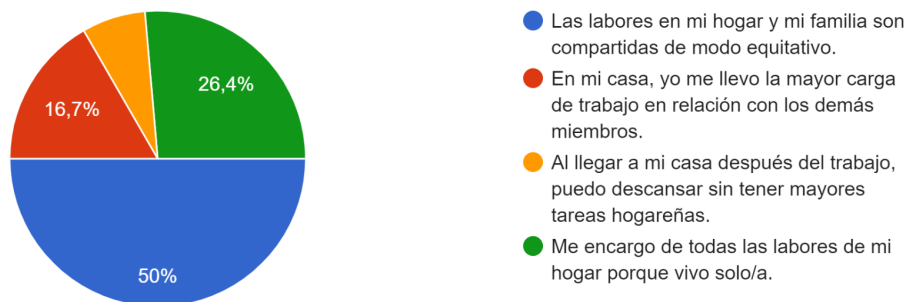 26,4%
16,7%
50%
Las labores en mi hogar y mi familia son
compartidas de modo equitativo.
En mi casa, yo me llevo la mayor carga
de trabajo en relación con los demás
miembros.
Al llegar a mi casa después del trabajo,
puedo descansar sin tener mayores
tareas hogareñas.
Me encargo de todas las labores de mi
hogar porque vivo solo/a.